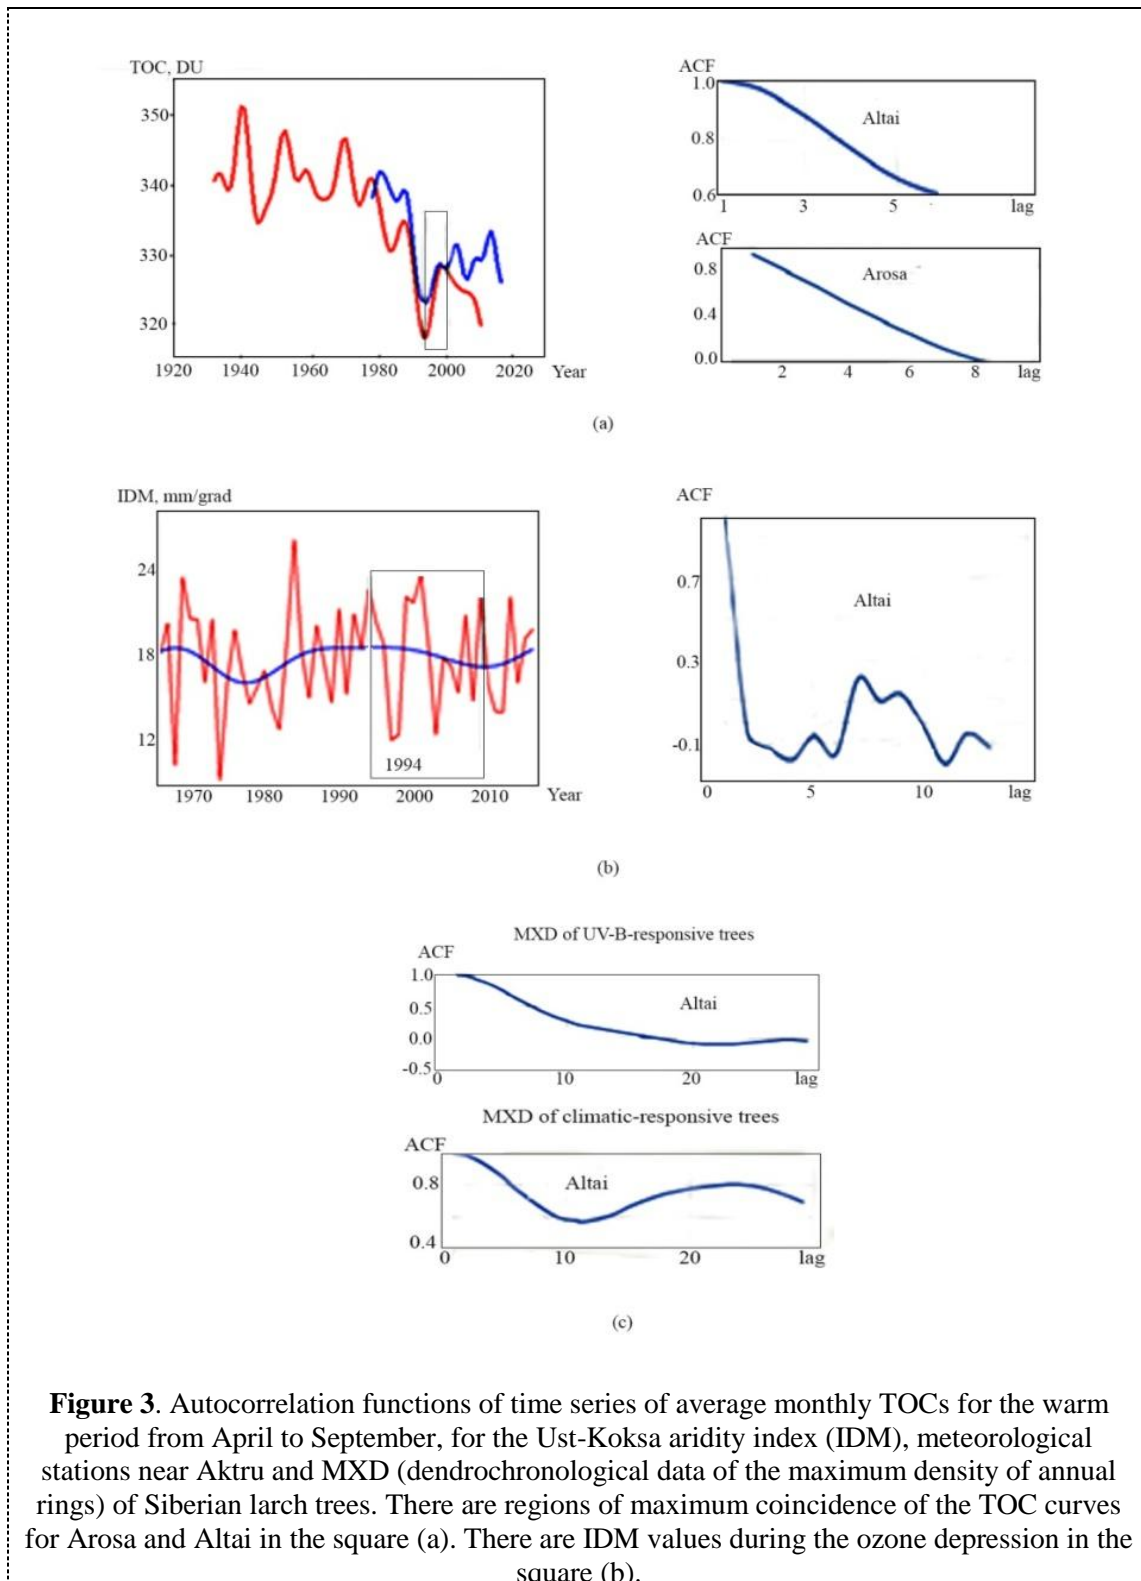 TOC, DU
350
340
330
320
1920 1940 1960 1980 2000 2020 Year
ACF
1.0
0.8
0.6
Altai
1 3 5 lag
ACF
0.8
0.4
0.0
Arosa
2 4 6 8 lag
(a)
IDM, mm/grad
24
18
12
1994
1970 1980 1990 2000 2010 Year
ACF
0.7
0.3
-0.1
Altai
0 5 10 lag
(b)
MXD of UV-B-responsive trees
ACF
1.0
0.5
0.0
-0.5
Altai
0 10 20 lag
MXD of climatic-responsive trees
ACF
0.8
0.4
Altai
0 10 20 lag
(c)
Figure 3. Autocorrelation functions of time series of average monthly TOCs for the warm
period from April to September, for the Ust-Koksa aridity index (IDM), meteorological
stations near Aktru and MXD (dendrochronological data of the maximum density of annual
rings) of Siberian larch trees. There are regions of maximum coincidence of the TOC curves
for Arosa and Altai in the square (a). There are IDM values during the ozone depression in the
square (b).